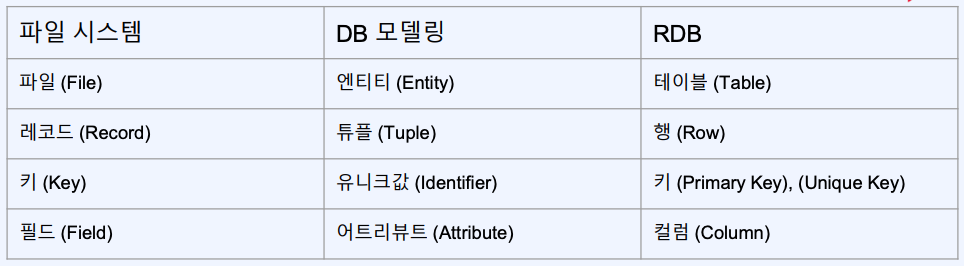 파일 시스템 DB 모델링 RDB
파일 (File) 엔티티 (Entity) 테이블 (Table)
레코드 (Record) 튜플 (Tuple) 행 (Row)
키 (Key) 유니크값 (Identifier) 키 (Primary Key), (Unique Key)
필드 (Field) 어트리뷰트 (Attribute) 컬럼 (Column)